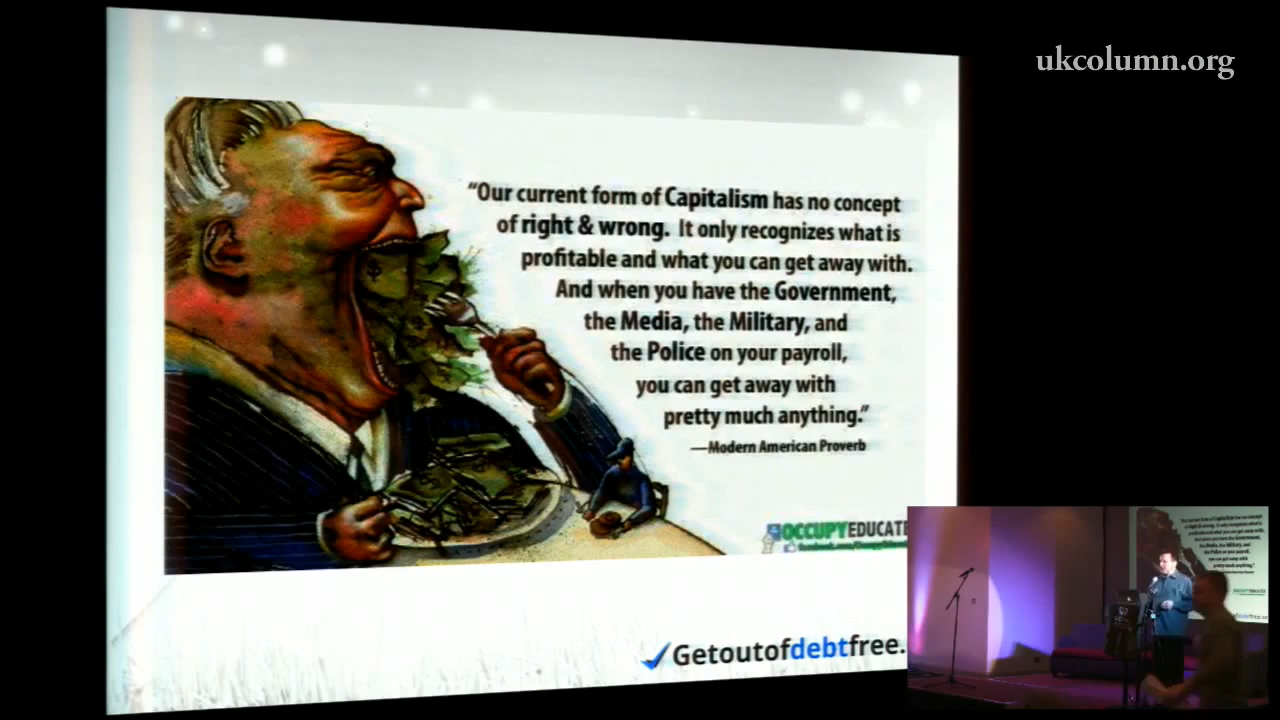 ukcolumn.org
“Our current form of Capitalism has no concept
of right & wrong. It only recognizes what is
profitable and what you can get away with.
And when you have the Government,
the Media, the Military, and
the Police on your payroll,
you can get away with
pretty much anything.”
—Modern American Proverb
OCCUPYEDUCATE
Getoutofdebtfree.